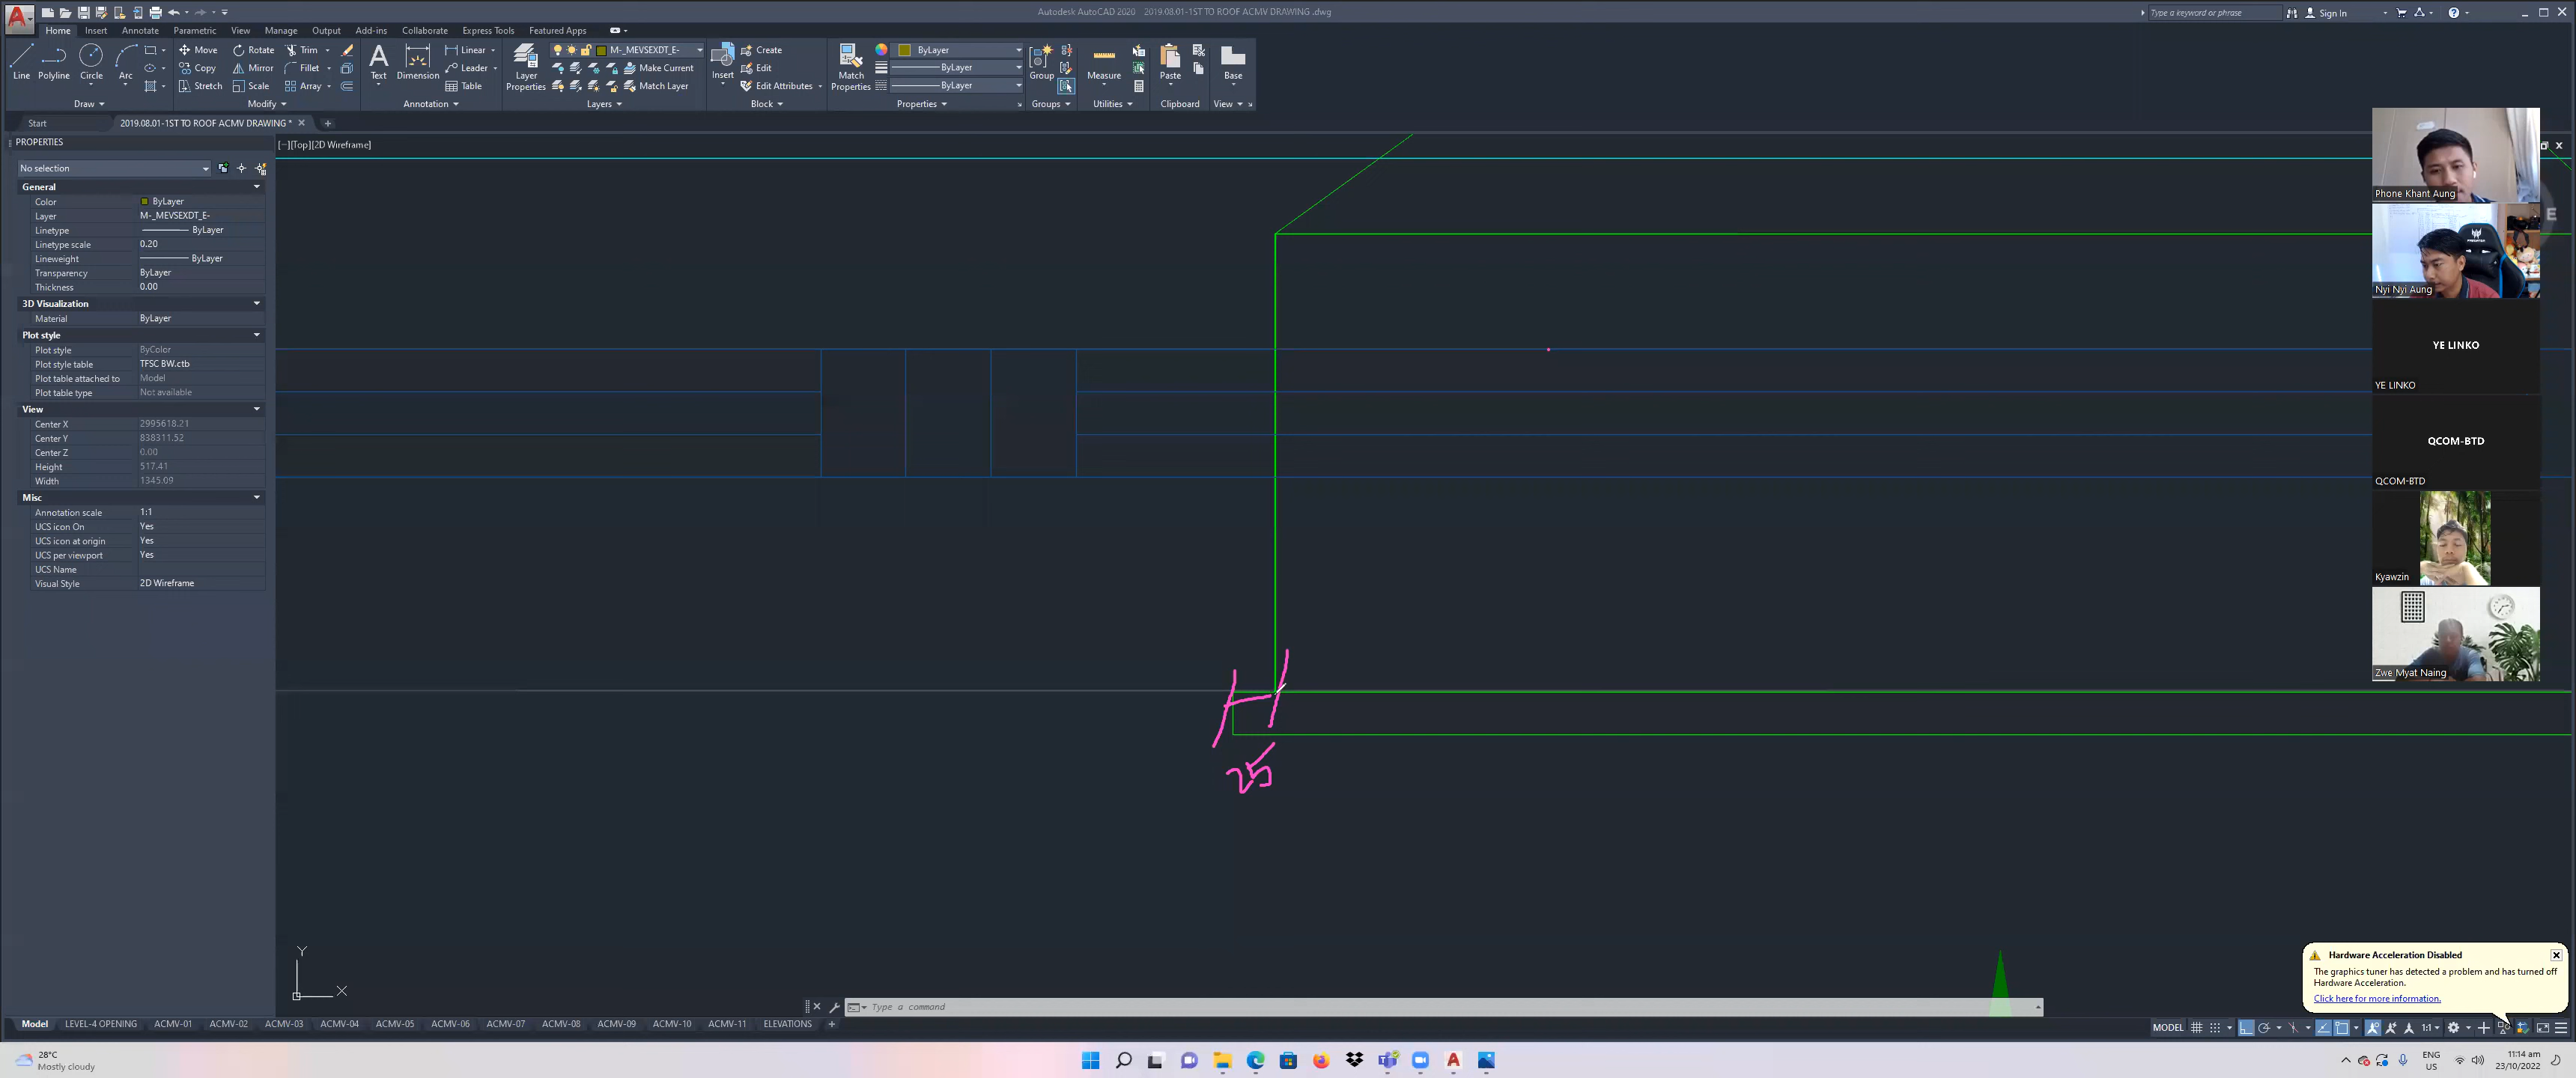 Autodesk AutoCAD 2020 2019.08.01-1ST TO ROOF ACMV DRAWING .dwg
Type a keyword or phrase
Sign In
Home Insert Annotate Parametric View Manage Output Add-ins Collaborate Express Tools Featured Apps
Line Polyline Circle Arc
Move Rotate Trim
Copy Mirror Fillet
Stretch Scale Array
Text Dimension
Linear
Leader
Table
Layer Properties
M-_MEVSEXDT_E-
Make Current
Match Layer
Insert
Create
Edit
Edit Attributes
Match Properties
ByLayer
ByLayer
ByLayer
Group
Measure
Paste
Base
Draw Modify Annotation Layers Block Properties Groups Utilities Clipboard View
Start 2019.08.01-1ST TO ROOF ACMV DRAWING *
PROPERTIES
[−][Top][2D Wireframe]
No selection
General
Color ByLayer
Layer M-_MEVSEXDT_E-
Linetype ByLayer
Linetype scale 0.20
Lineweight ByLayer
Transparency ByLayer
Thickness 0.00
3D Visualization
Material ByLayer
Plot style
Plot style ByColor
Plot style table TFSC BW.ctb
Plot table attached to Model
Plot table type Not available
View
Center X 2995618.21
Center Y 838311.52
Center Z 0.00
Height 517.41
Width 1345.09
Misc
Annotation scale 1:1
UCS icon On Yes
UCS icon at origin Yes
UCS per viewport Yes
UCS Name
Visual Style 2D Wireframe
Phone Khant Aung
E
PREDATOR
Nyi Nyi Aung
YE LINKO
YE LINKO
QCOM-BTD
QCOM-BTD
Kyawzin
Zwe Myat Naing
25
Y
X
Type a command
Hardware Acceleration Disabled
The graphics tuner has detected a problem and has turned off
Hardware Acceleration.
Click here for more information.
Model LEVEL-4 OPENING ACMV-01 ACMV-02 ACMV-03 ACMV-04 ACMV-05 ACMV-06 ACMV-07 ACMV-08 ACMV-09 ACMV-10 ACMV-11 ELEVATIONS
MODEL 1:1
28°C
Mostly cloudy
ENG
US
11:14 am
23/10/2022